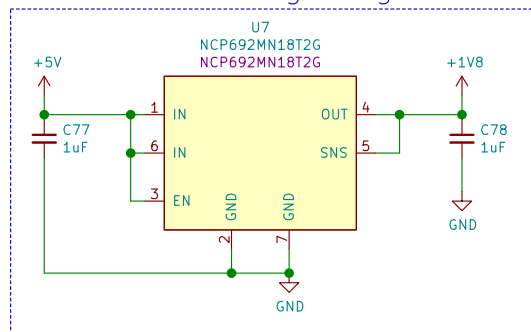 U7
NCP692MN18T2G
NCP692MN18T2G
+5V
+1V8
1
IN
OUT
4
C77
1uF
6
IN
SNS
5
C78
1uF
3
EN
GND
GND
2
7
GND
GND